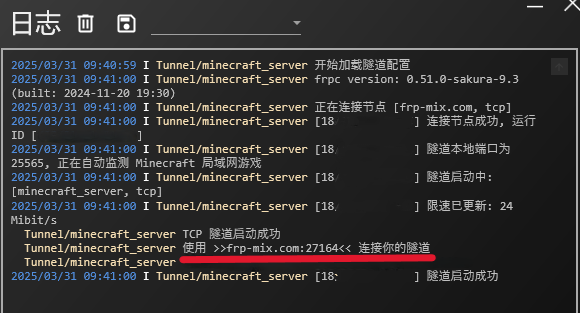 日志
2025/03/31 09:40:59 I Tunnel/minecraft_server 开始加载隧道配置
2025/03/31 09:41:00 I Tunnel/minecraft_server frpc version: 0.51.0-sakura-9.3
(built: 2024-11-20 19:30)
2025/03/31 09:41:00 I Tunnel/minecraft_server 正在连接节点 [frp-mix.com, tcp]
2025/03/31 09:41:00 I Tunnel/minecraft_server [18 ] 连接节点成功, 运行
ID [ ]
2025/03/31 09:41:00 I Tunnel/minecraft_server [18 ] 隧道本地端口为
25565, 正在自动监测 Minecraft 局域网游戏
2025/03/31 09:41:00 I Tunnel/minecraft_server [18 ] 隧道启动中:
[minecraft_server, tcp]
2025/03/31 09:41:00 I Tunnel/minecraft_server [18 ] 限速已更新: 24
Mibit/s
Tunnel/minecraft_server TCP 隧道启动成功
Tunnel/minecraft_server 使用 >>frp-mix.com:27164<< 连接你的隧道
Tunnel/minecraft_server
2025/03/31 09:41:00 I Tunnel/minecraft_server [18 ] 隧道启动成功